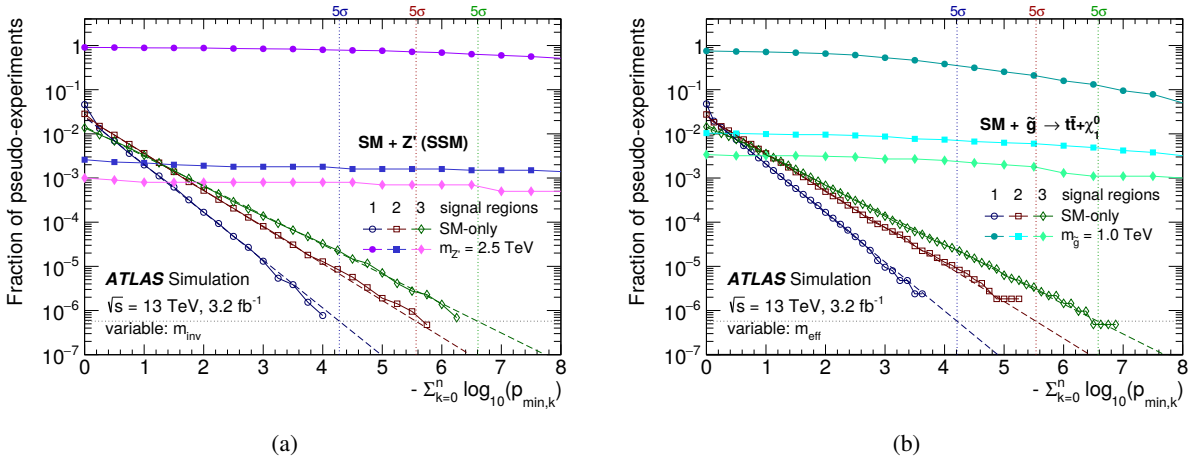 5σ 5σ 5σ
Fraction of pseudo-experiments
1
10⁻¹
10⁻²
10⁻³
10⁻⁴
10⁻⁵
10⁻⁶
10⁻⁷
SM + Z' (SSM)
1 2 3 signal regions
SM-only
m_Z' = 2.5 TeV
ATLAS Simulation
√s = 13 TeV, 3.2 fb⁻¹
variable: m_inv
0 1 2 3 4 5 6 7 8
- Σⁿₖ₌₀ log₁₀(p_min,k)
(a)
5σ 5σ 5σ
Fraction of pseudo-experiments
1
10⁻¹
10⁻²
10⁻³
10⁻⁴
10⁻⁵
10⁻⁶
10⁻⁷
SM + g̃ → tt̄+χ₁⁰
1 2 3 signal regions
SM-only
m_g̃ = 1.0 TeV
ATLAS Simulation
√s = 13 TeV, 3.2 fb⁻¹
variable: m_eff
0 1 2 3 4 5 6 7 8
- Σⁿₖ₌₀ log₁₀(p_min,k)
(b)